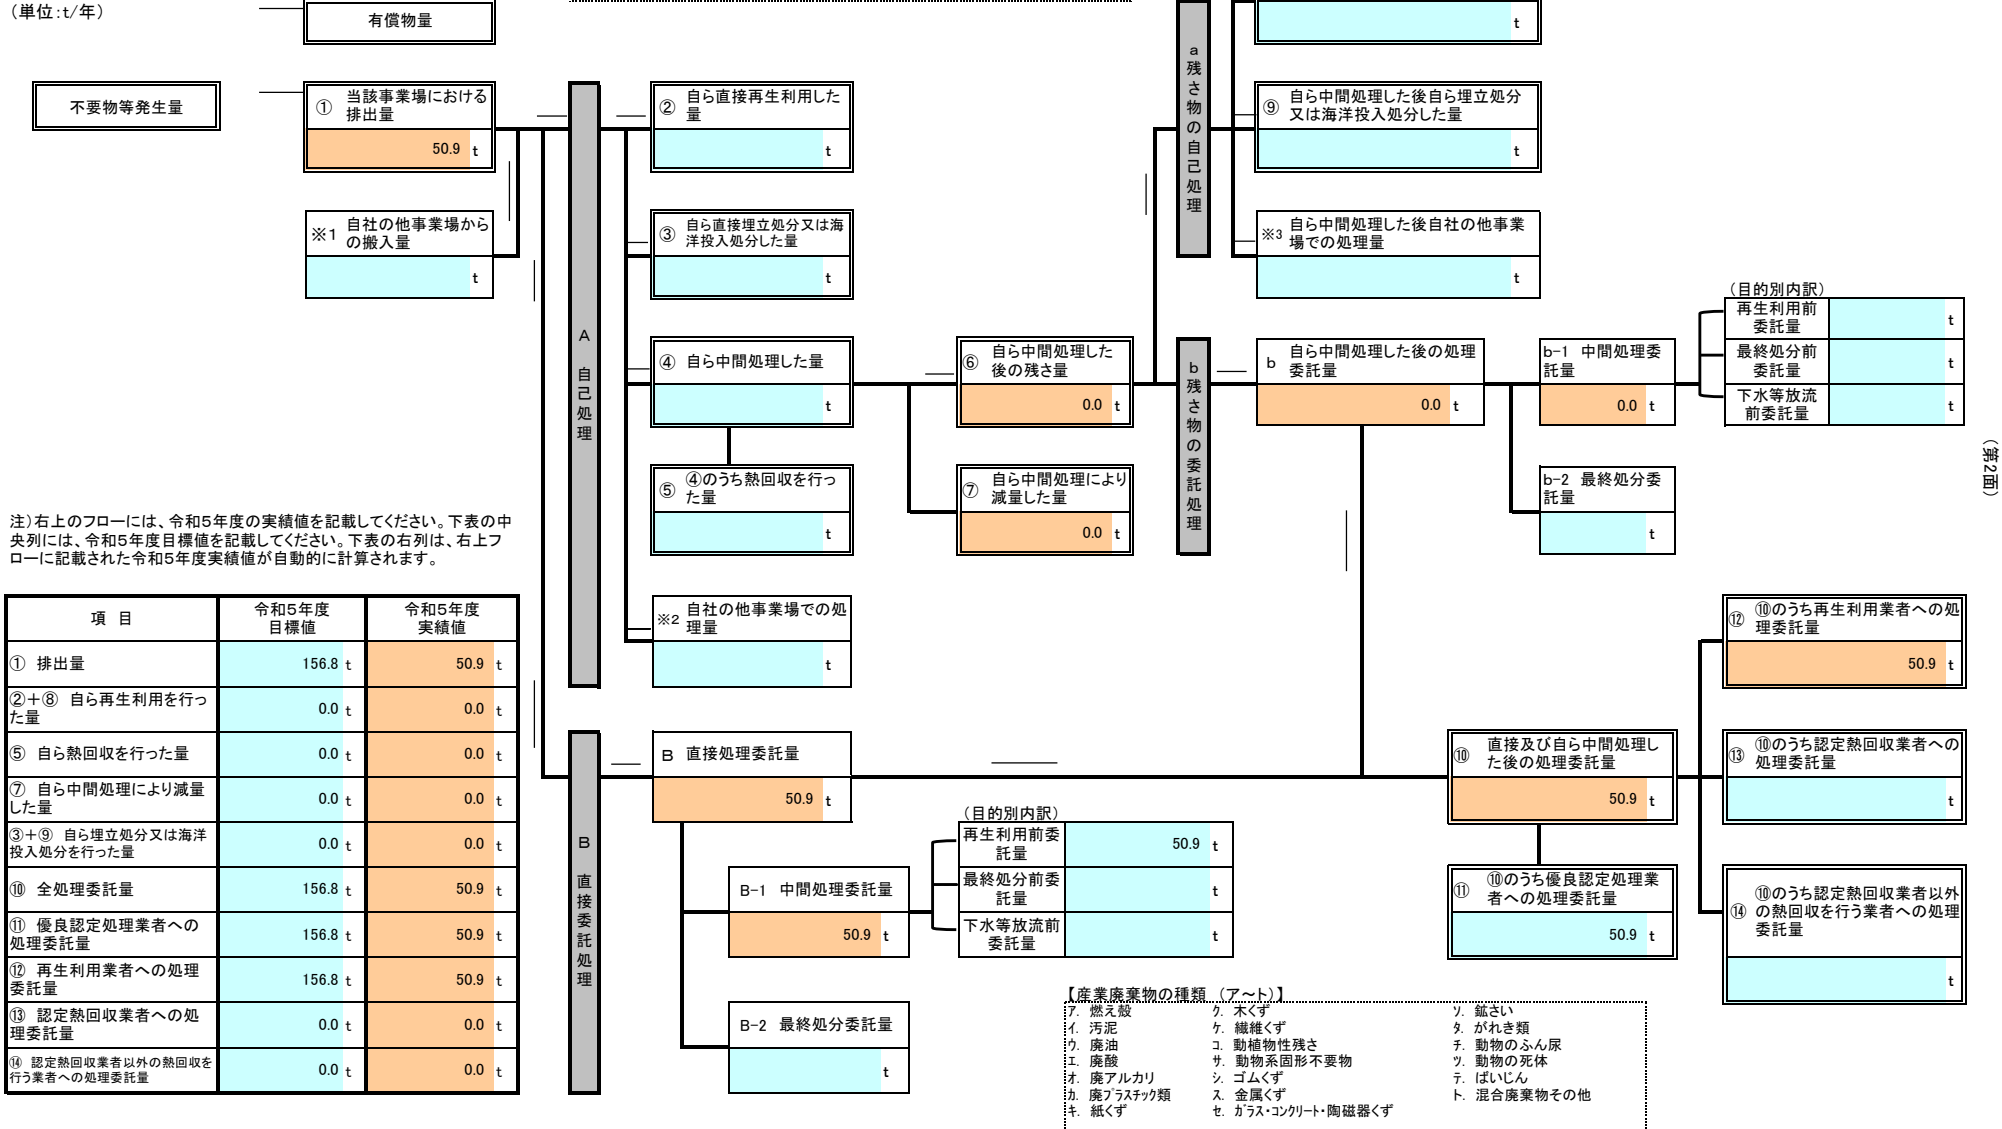 （単位：t/年）
有償物量
t
不要物等発生量
①
当該事業場における
排出量
50.9 t
※1
自社の他事業場から
の搬入量
t
A 自己処理
②
自ら直接再生利用した
量
t
③
自ら直接埋立処分又は海
洋投入処分した量
t
④ 自ら中間処理した量
t
⑤
④のうち熱回収を行っ
た量
t
※2
自社の他事業場での処
理量
t
⑥
自ら中間処理した
後の残さ量
0.0 t
⑦
自ら中間処理により
減量した量
0.0 t
a 残さ物の自己処理
⑨
自ら中間処理した後自ら埋立処分
又は海洋投入処分した量
t
※3
自ら中間処理した後自社の他事業
場での処理量
t
b 残さ物の委託処理
b
自ら中間処理した後の処理
委託量
0.0 t
b-1 中間処理委
託量
0.0 t
b-2 最終処分委
託量
t
（目的別内訳）
再生利用前
委託量
t
最終処分前
委託量
t
下水等放流
前委託量
t
（第2面）
注）右上のフローには、令和5年度の実績値を記載してください。下表の中
央列には、令和5年度目標値を記載してください。下表の右列は、右上フ
ローに記載された令和5年度実績値が自動的に計算されます。
項 目
令和5年度
目標値
令和5年度
実績値
① 排出量
156.8 t
50.9 t
②＋⑧ 自ら再生利用を行っ
た量
0.0 t
0.0 t
⑤ 自ら熱回収を行った量
0.0 t
0.0 t
⑦ 自ら中間処理により減量
した量
0.0 t
0.0 t
③＋⑨ 自ら埋立処分又は海洋
投入処分を行った量
0.0 t
0.0 t
⑩ 全処理委託量
156.8 t
50.9 t
⑪ 優良認定処理業者への
処理委託量
156.8 t
50.9 t
⑫ 再生利用業者への処理
委託量
156.8 t
50.9 t
⑬ 認定熱回収業者への処
理委託量
0.0 t
0.0 t
⑭ 認定熱回収業者以外の熱回収を
行う業者への処理委託量
0.0 t
0.0 t
B 直接委託処理
B 直接処理委託量
50.9 t
B-1 中間処理委託量
50.9 t
B-2 最終処分委託量
t
（目的別内訳）
再生利用前委
託量
50.9 t
最終処分前委
託量
t
下水等放流前
委託量
t
⑩
直接及び自ら中間処理し
た後の処理委託量
50.9 t
⑪
⑩のうち優良認定処理業
者への処理委託量
50.9 t
⑫
⑩のうち再生利用業者への処
理委託量
50.9 t
⑬
⑩のうち認定熱回収業者への
処理委託量
t
⑭
⑩のうち認定熱回収業者以外
の熱回収を行う業者への処理
委託量
t
【産業廃棄物の種類 （ア～ト）】
ア. 燃え殻
イ. 汚泥
ウ. 廃油
エ. 廃酸
オ. 廃アルカリ
カ. 廃プラスチック類
キ. 紙くず
ク. 木くず
ケ. 繊維くず
コ. 動植物性残さ
サ. 動物系固形不要物
シ. ゴムくず
ス. 金属くず
セ. ガラス・コンクリート・陶磁器くず
ソ. 鉱さい
タ. がれき類
チ. 動物のふん尿
ツ. 動物の死体
テ. ばいじん
ト. 混合廃棄物その他